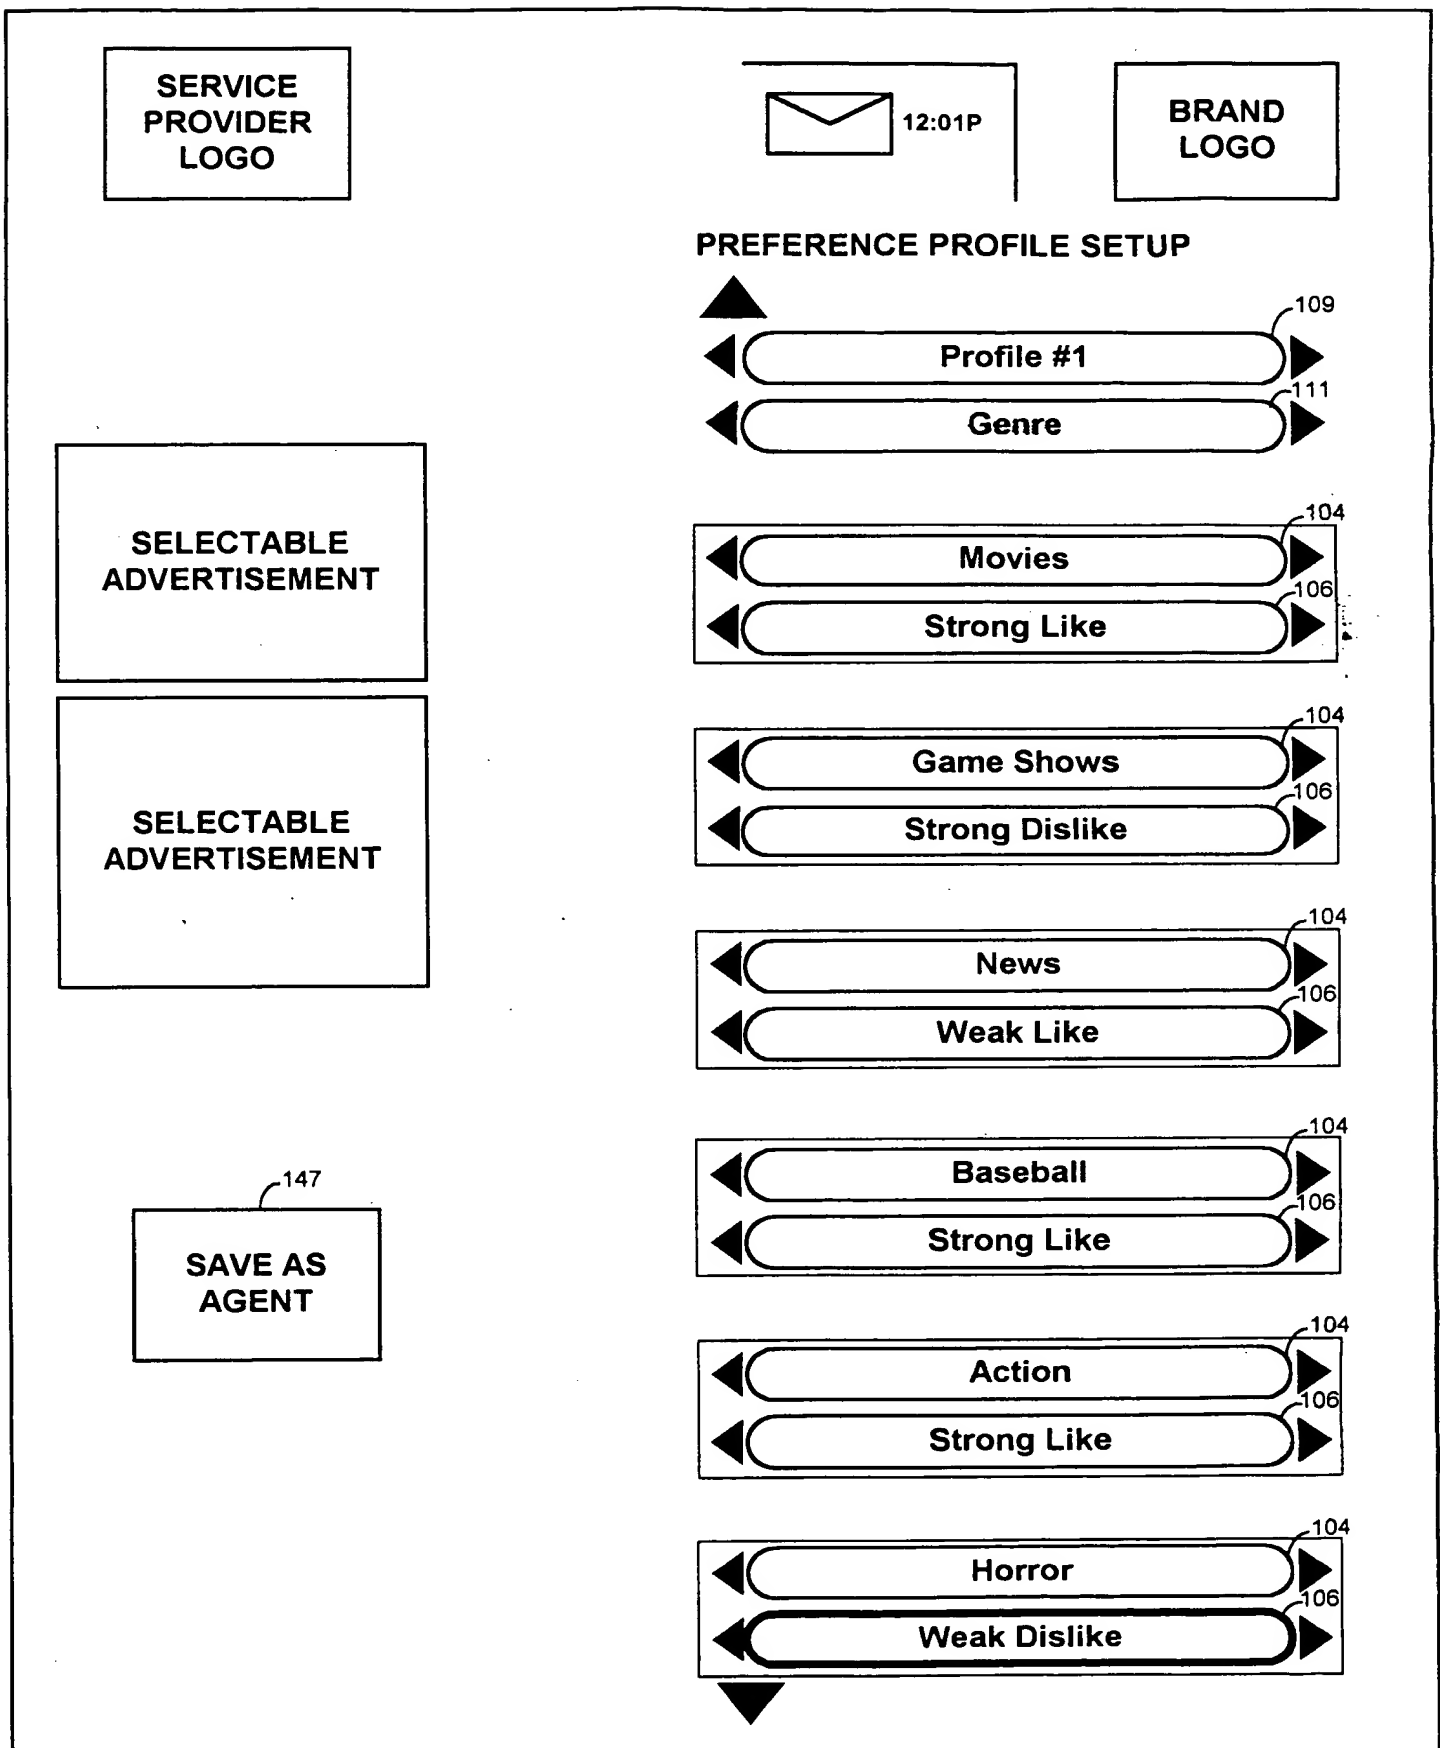 SERVICE
PROVIDER
LOGO
12:01P
BRAND
LOGO
PREFERENCE PROFILE SETUP
109
Profile #1
111
Genre
SELECTABLE
ADVERTISEMENT
104
Movies
106
Strong Like
SELECTABLE
ADVERTISEMENT
104
Game Shows
106
Strong Dislike
104
News
106
Weak Like
147
SAVE AS
AGENT
104
Baseball
106
Strong Like
104
Action
106
Strong Like
104
Horror
106
Weak Dislike